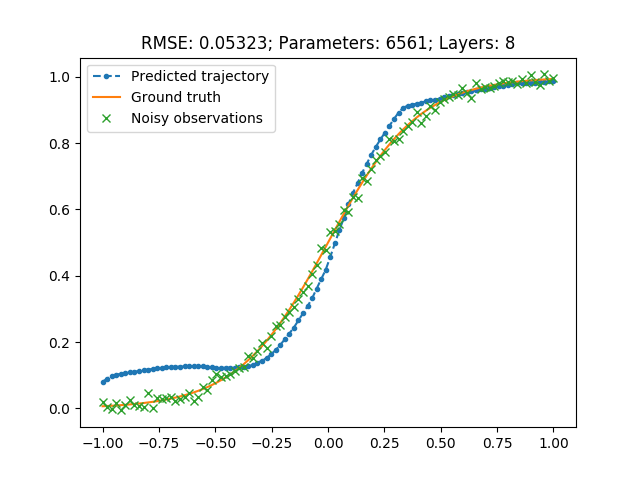 RMSE: 0.05323; Parameters: 6561; Layers: 8
Predicted trajectory
Ground truth
Noisy observations
1.0
0.8
0.6
0.4
0.2
0.0
−1.00 −0.75 −0.50 −0.25 0.00 0.25 0.50 0.75 1.00